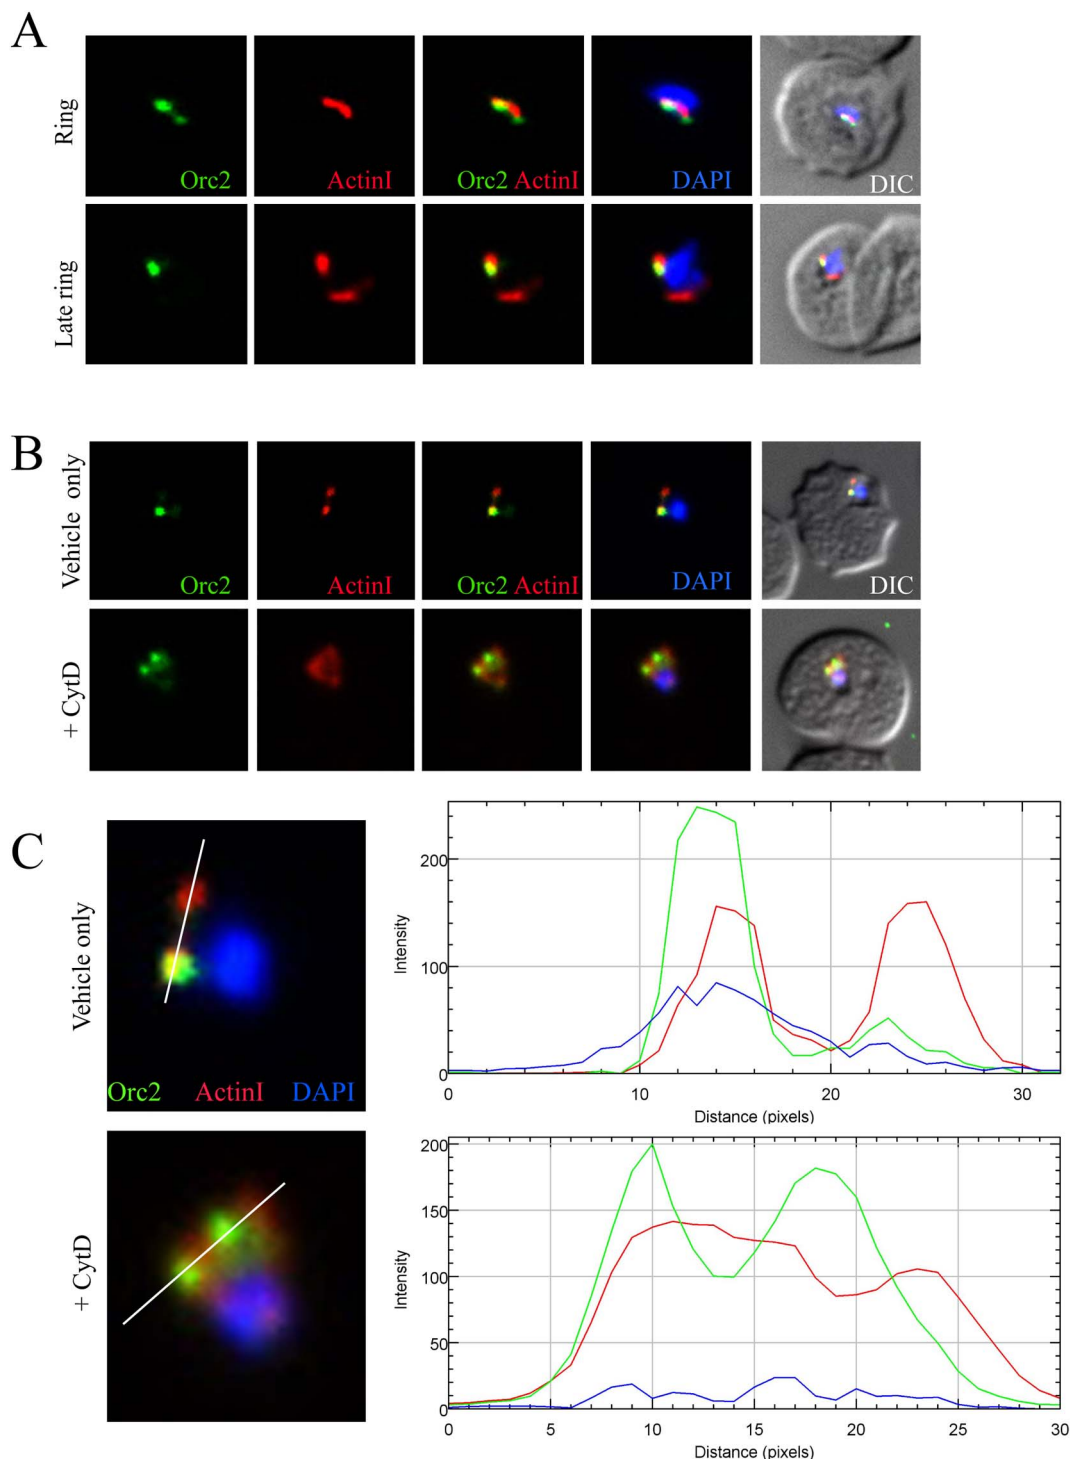 A
Ring
Orc2
ActinI
Orc2 ActinI
DAPI
DIC
Late ring
B
Vehicle only
Orc2
ActinI
Orc2 ActinI
DAPI
DIC
+ CytD
C
Vehicle only
Orc2 ActinI DAPI
Intensity
200
100
0
0 10 20 30
Distance (pixels)
+ CytD
Intensity
200
150
100
50
0
0 5 10 15 20 25 30
Distance (pixels)